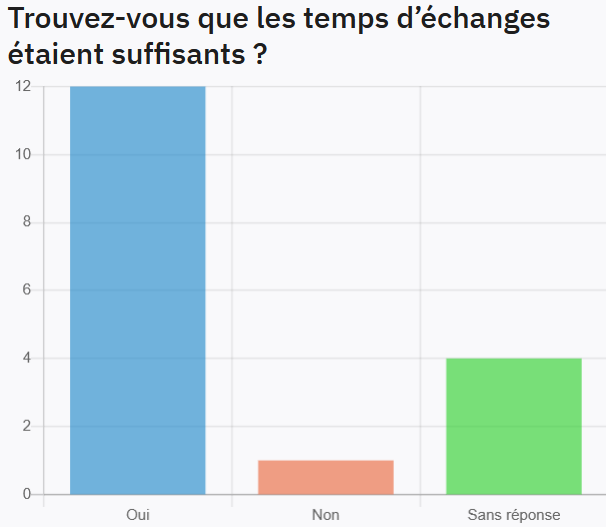 Trouvez-vous que les temps d’échanges
étaient suffisants ?
12
10
8
6
4
2
0
Oui Non Sans réponse